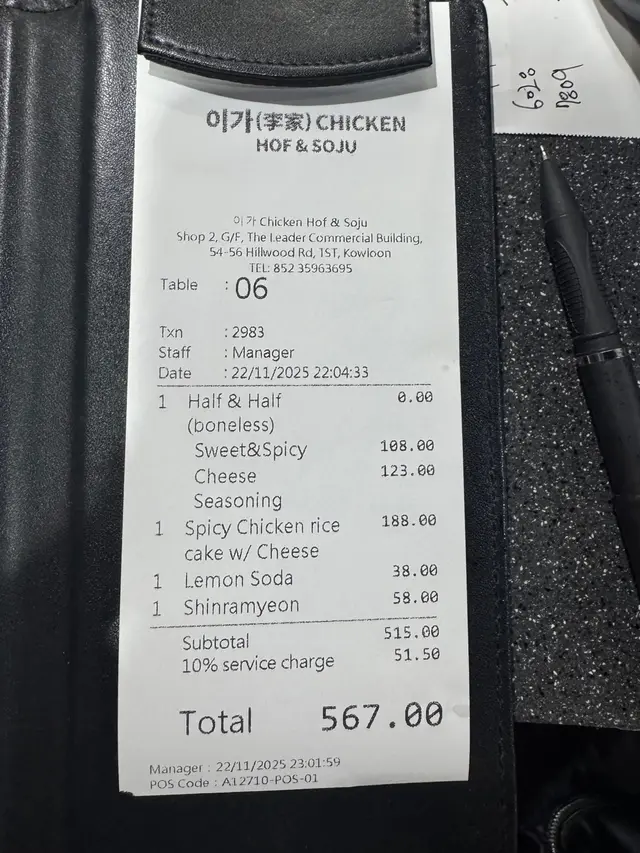 이가(李家) CHICKEN
HOF & SOJU
이가 Chicken Hof & Soju
Shop 2, G/F, The Leader Commercial Building,
54-56 Hillwood Rd, TST, Kowloon
TEL: 852 35963695
Table : 06
Txn : 2983
Staff : Manager
Date : 22/11/2025 22:04:33
1 Half & Half 0.00
(boneless)
Sweet&Spicy 108.00
Cheese 123.00
Seasoning
1 Spicy Chicken rice 188.00
cake w/ Cheese
1 Lemon Soda 38.00
1 Shinramyeon 58.00
Subtotal 515.00
10% service charge 51.50
Total 567.00
Manager : 22/11/2025 23:01:59
POS Code : A12710-POS-01